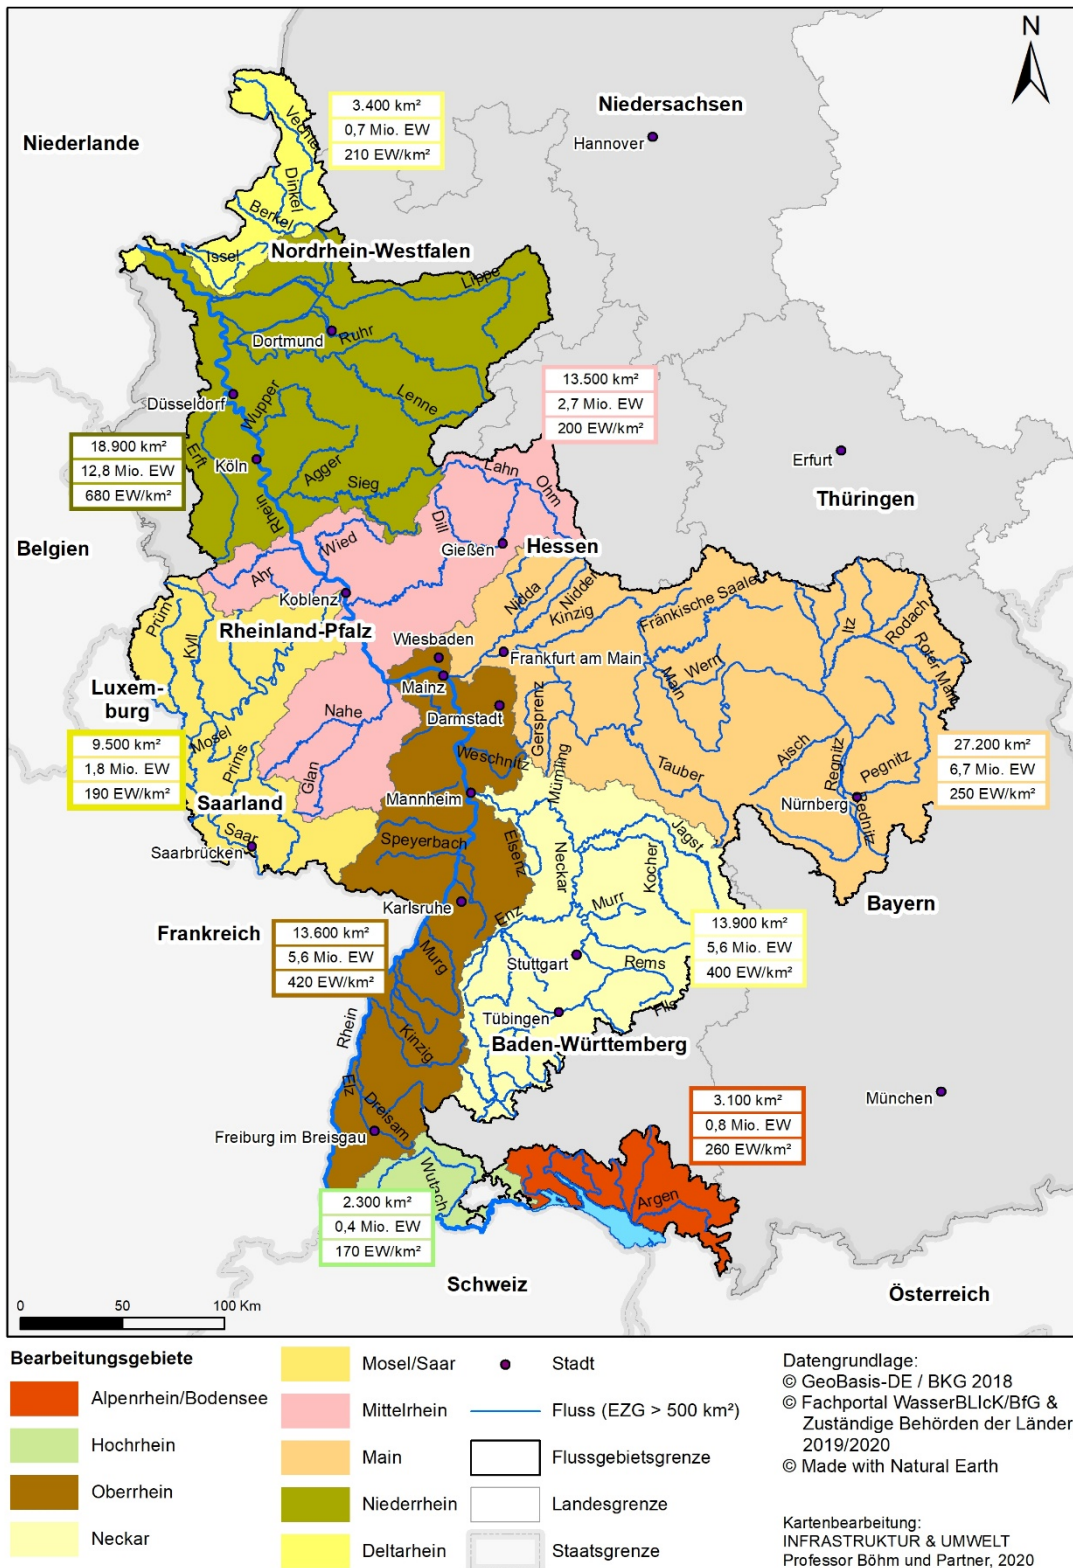 N
Niedersachsen
Hannover
Niederlande
3.400 km²
0,7 Mio. EW
210 EW/km²
Vechte
Dinkel
Berkel
Issel
Nordrhein-Westfalen
Lippe
Dortmund
Ruhr
Düsseldorf
Wupper
Lenne
13.500 km²
2,7 Mio. EW
200 EW/km²
18.900 km²
12,8 Mio. EW
680 EW/km²
Erft
Köln
Agger
Sieg
Rhein
Lahn
Ohm
Dill
Erfurt
Thüringen
Belgien
Wied
Gießen
Hessen
Ahr
Koblenz
Nidda
Nidder
Kinzig
Fränkische Saale
Itz
Rodach
Roter Main
Prüm
Kyll
Rheinland-Pfalz
Wiesbaden
Frankfurt am Main
Main
Wern
Mainz
Luxem-
burg
Darmstadt
Nahe
Gersprenz
9.500 km²
1,8 Mio. EW
190 EW/km²
Mosel
Prims
Glan
Weschnitz
Mümling
Tauber
Aisch
Regnitz
Pegnitz
27.200 km²
6,7 Mio. EW
250 EW/km²
Saarland
Mannheim
Nürnberg
Rednitz
Saar
Saarbrücken
Speyerbach
Elsenz
Neckar
Kocher
Jagst
Karlsruhe
Enz
Murr
Bayern
Frankreich
13.600 km²
5,6 Mio. EW
420 EW/km²
13.900 km²
5,6 Mio. EW
400 EW/km²
Murg
Stuttgart
Rems
Fils
Tübingen
Rhein
Kinzig
Baden-Württemberg
Elz
Dreisam
Freiburg im Breisgau
3.100 km²
0,8 Mio. EW
260 EW/km²
München
Wutach
Argen
2.300 km²
0,4 Mio. EW
170 EW/km²
Schweiz
Österreich
0 50 100 Km
Bearbeitungsgebiete
Alpenrhein/Bodensee
Hochrhein
Oberrhein
Neckar
Mosel/Saar
Mittelrhein
Main
Niederrhein
Deltarhein
Stadt
Fluss (EZG > 500 km²)
Flussgebietsgrenze
Landesgrenze
Staatsgrenze
Datengrundlage:
© GeoBasis-DE / BKG 2018
© Fachportal WasserBLIcK/BfG &
Zuständige Behörden der Länder
2019/2020
© Made with Natural Earth
Kartenbearbeitung:
INFRASTRUKTUR & UMWELT
Professor Böhm und Partner, 2020